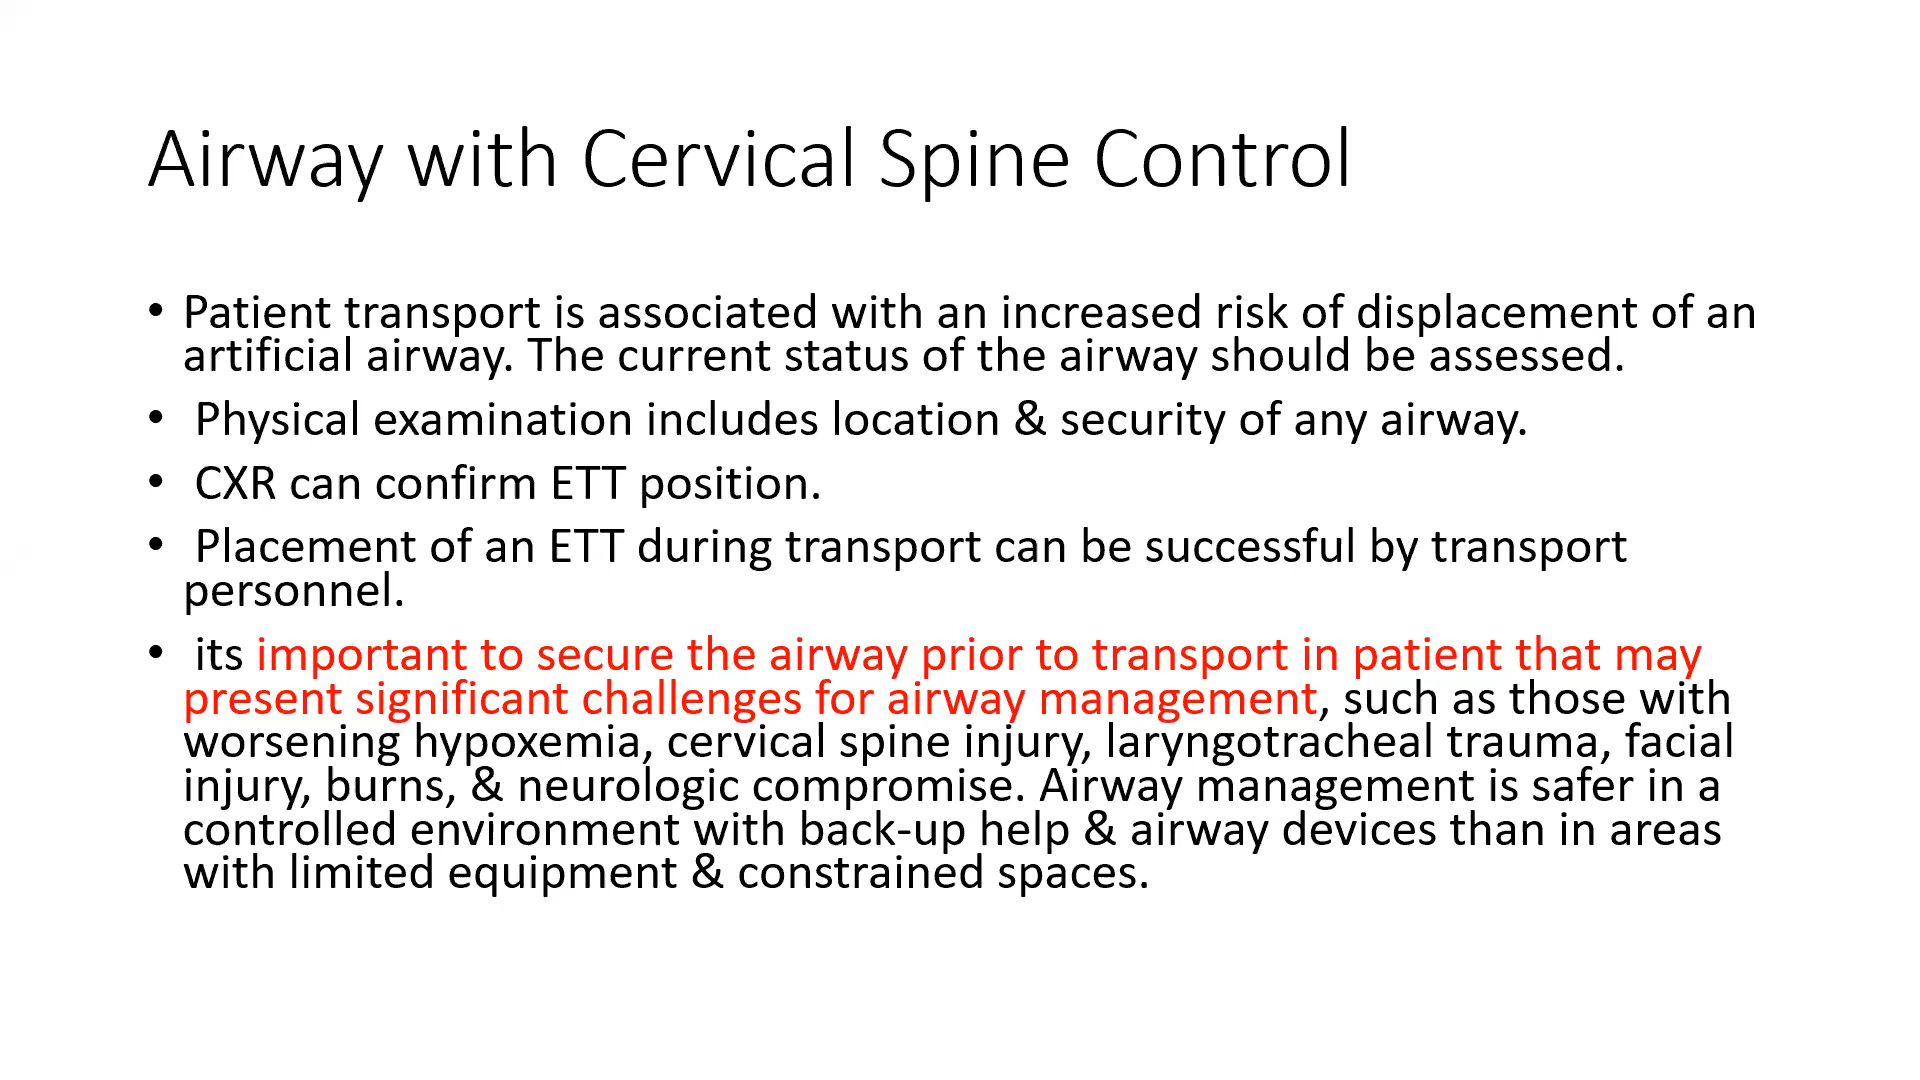 Airway with Cervical Spine Control
• Patient transport is associated with an increased risk of displacement of an
artificial airway. The current status of the airway should be assessed.
• Physical examination includes location & security of any airway.
• CXR can confirm ETT position.
• Placement of an ETT during transport can be successful by transport
personnel.
• its important to secure the airway prior to transport in patient that may
present significant challenges for airway management, such as those with
worsening hypoxemia, cervical spine injury, laryngotracheal trauma, facial
injury, burns, & neurologic compromise. Airway management is safer in a
controlled environment with back-up help & airway devices than in areas
with limited equipment & constrained spaces.